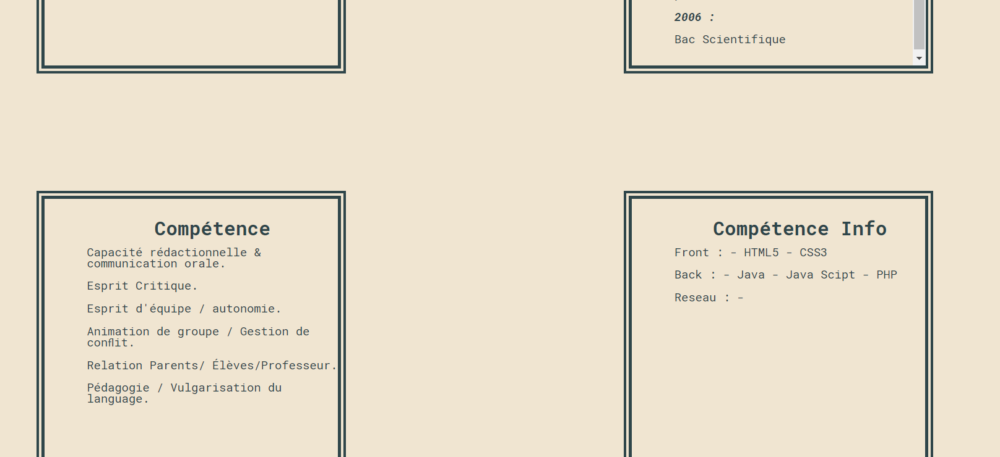 2006 :
Bac Scientifique
Compétence
Capacité rédactionnelle &
communication orale.
Esprit Critique.
Esprit d'équipe / autonomie.
Animation de groupe / Gestion de
conflit.
Relation Parents/ Élèves/Professeur.
Pédagogie / Vulgarisation du
language.
Compétence Info
Front : - HTML5 - CSS3
Back : - Java - Java Scipt - PHP
Reseau : -